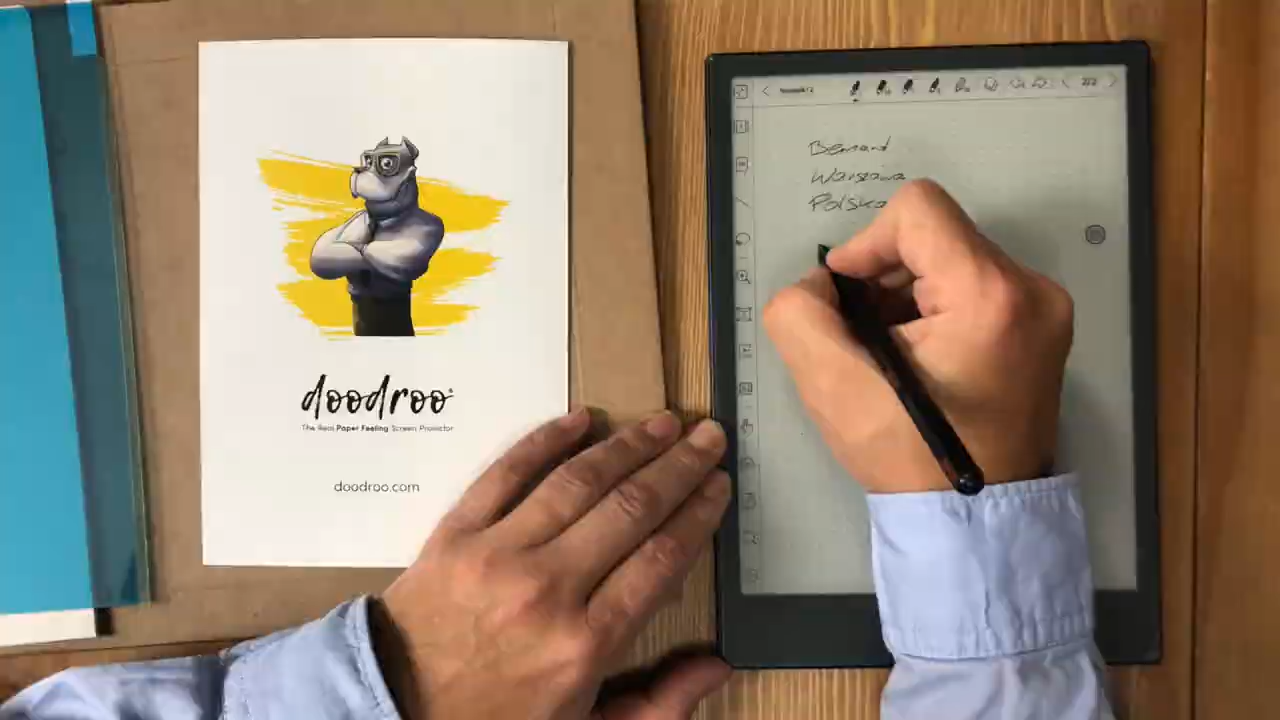 doodroo
The Real Paper Feeling Screen Protector
doodroo.com
Bernard
Warszawa
Polska